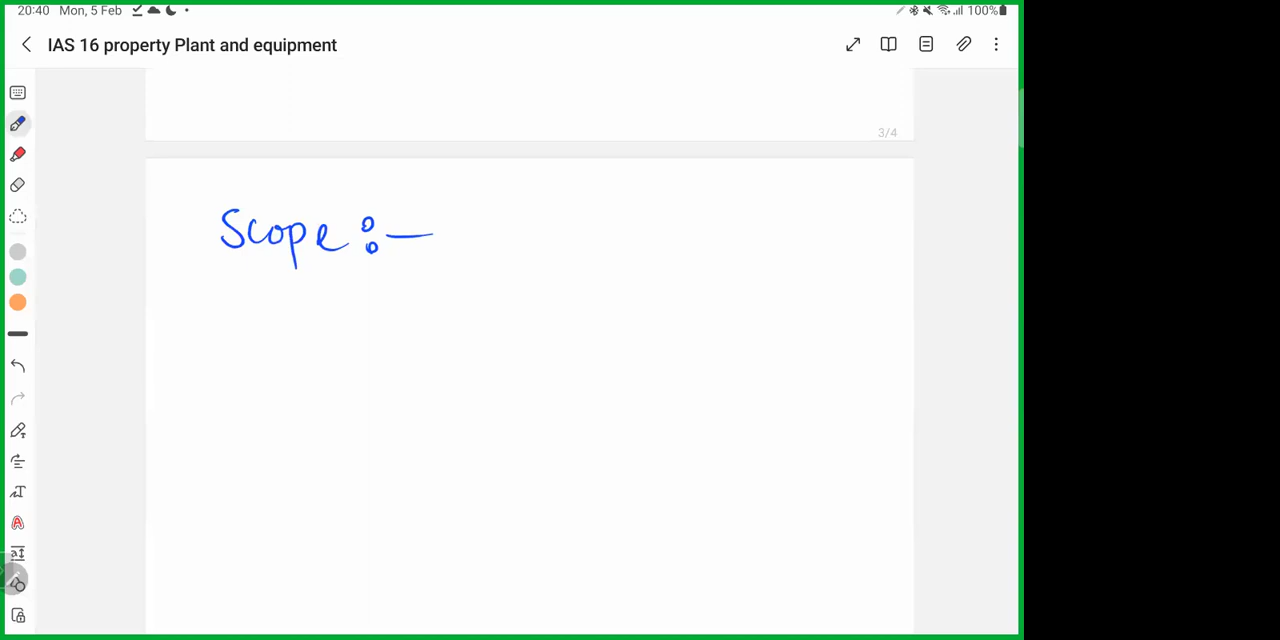 20:40 Mon, 5 Feb 100%
IAS 16 property Plant and equipment
3/4
Scope :—